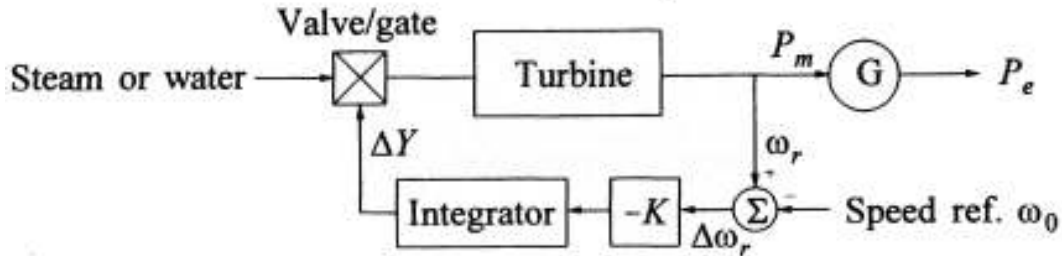 Valve/gate
Steam or water
Turbine
P_m
G
P_e
ΔY
ω_r
+
-
Integrator
-K
Σ
Speed ref. ω_0
Δω_r